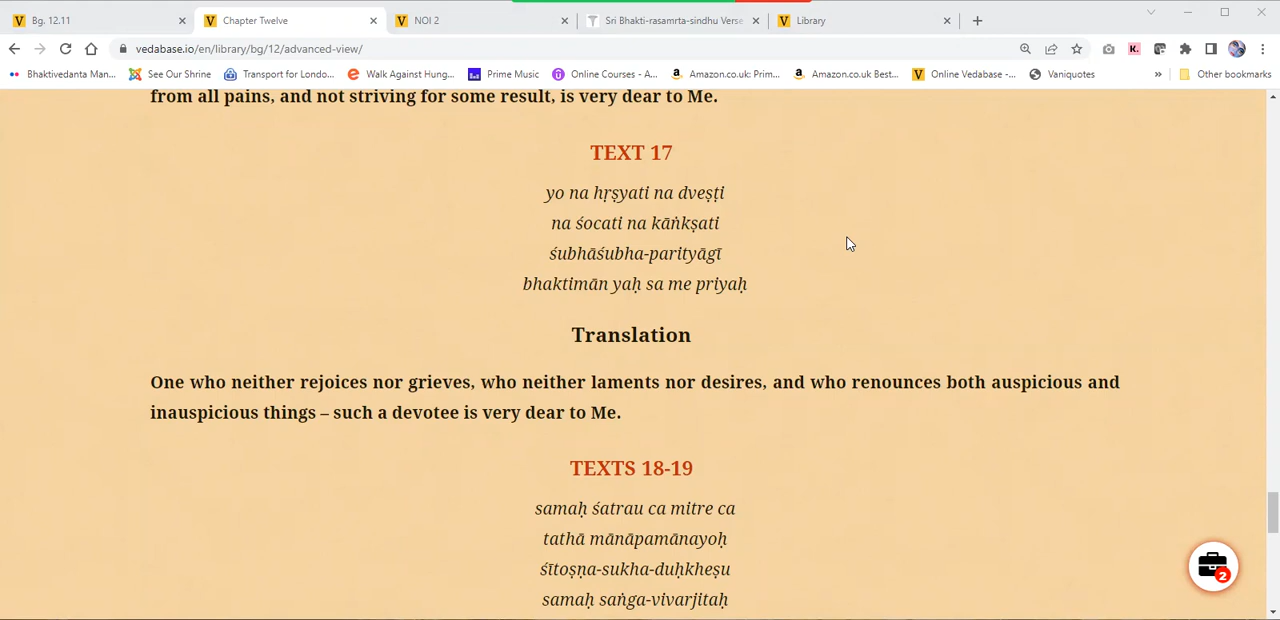 Bg. 12.11
Chapter Twelve
NOI 2
Sri Bhakti-rasamrta-sindhu Verse
Library
vedabase.io/en/library/bg/12/advanced-view/
Bhaktivedanta Man...
See Our Shrine
Transport for Londo...
Walk Against Hung...
Prime Music
Online Courses - A...
Amazon.co.uk: Prim...
Amazon.co.uk Best...
Online Vedabase -...
Vaniquotes
Other bookmarks
from all pains, and not striving for some result, is very dear to Me.
TEXT 17
yo na hṛṣyati na dveṣṭi
na śocati na kāṅkṣati
śubhāśubha-parityāgī
bhaktimān yaḥ sa me priyaḥ
Translation
One who neither rejoices nor grieves, who neither laments nor desires, and who renounces both auspicious and
inauspicious things – such a devotee is very dear to Me.
TEXTS 18-19
samaḥ śatrau ca mitre ca
tathā mānāpamānayoḥ
śītoṣṇa-sukha-duḥkheṣu
samaḥ saṅga-vivarjitaḥ
2